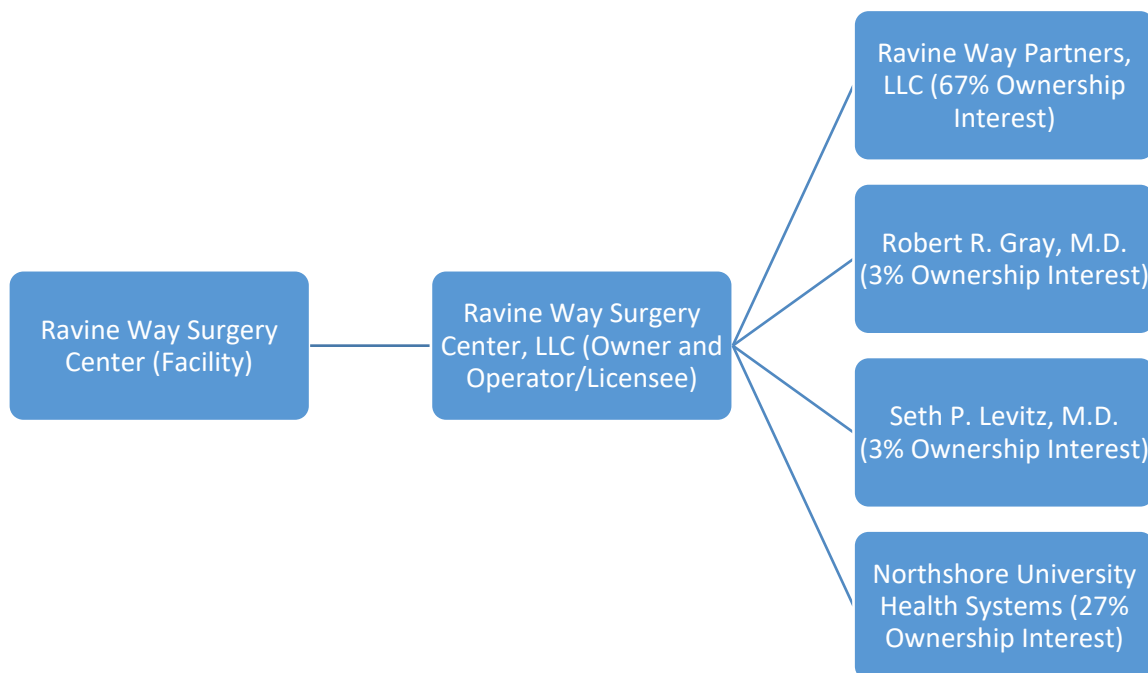 Ravine Way Surgery
Center (Facility)
Ravine Way Surgery
Center, LLC (Owner and
Operator/Licensee)
Ravine Way Partners,
LLC (67% Ownership
Interest)
Robert R. Gray, M.D.
(3% Ownership Interest)
Seth P. Levitz, M.D.
(3% Ownership Interest)
Northshore University
Health Systems (27%
Ownership Interest)